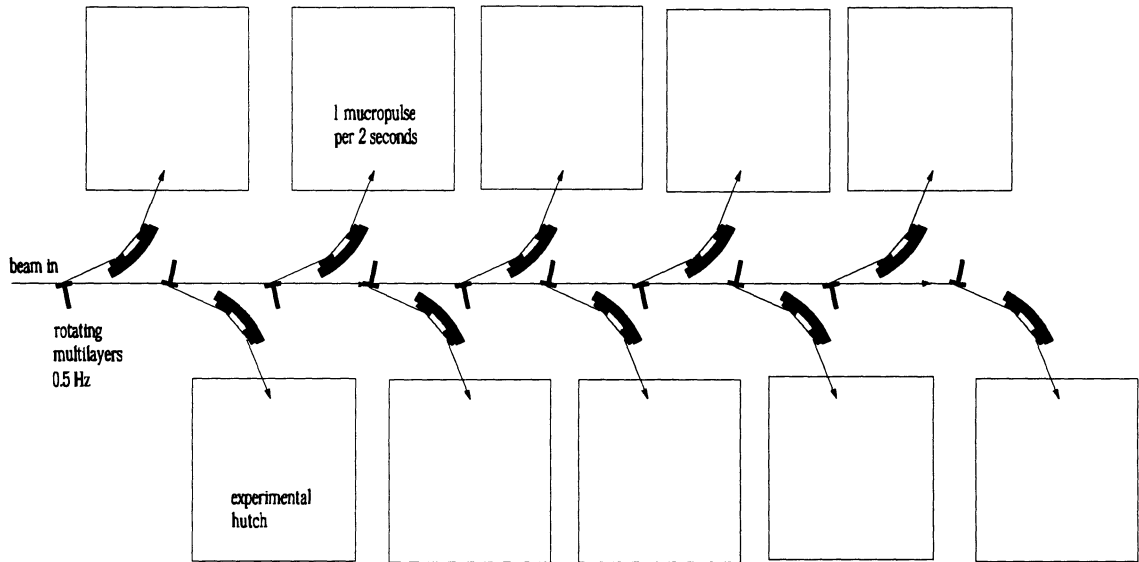 1 mucropulse
per 2 seconds
beam in
rotating
multilayers
0.5 Hz
experimental
hutch